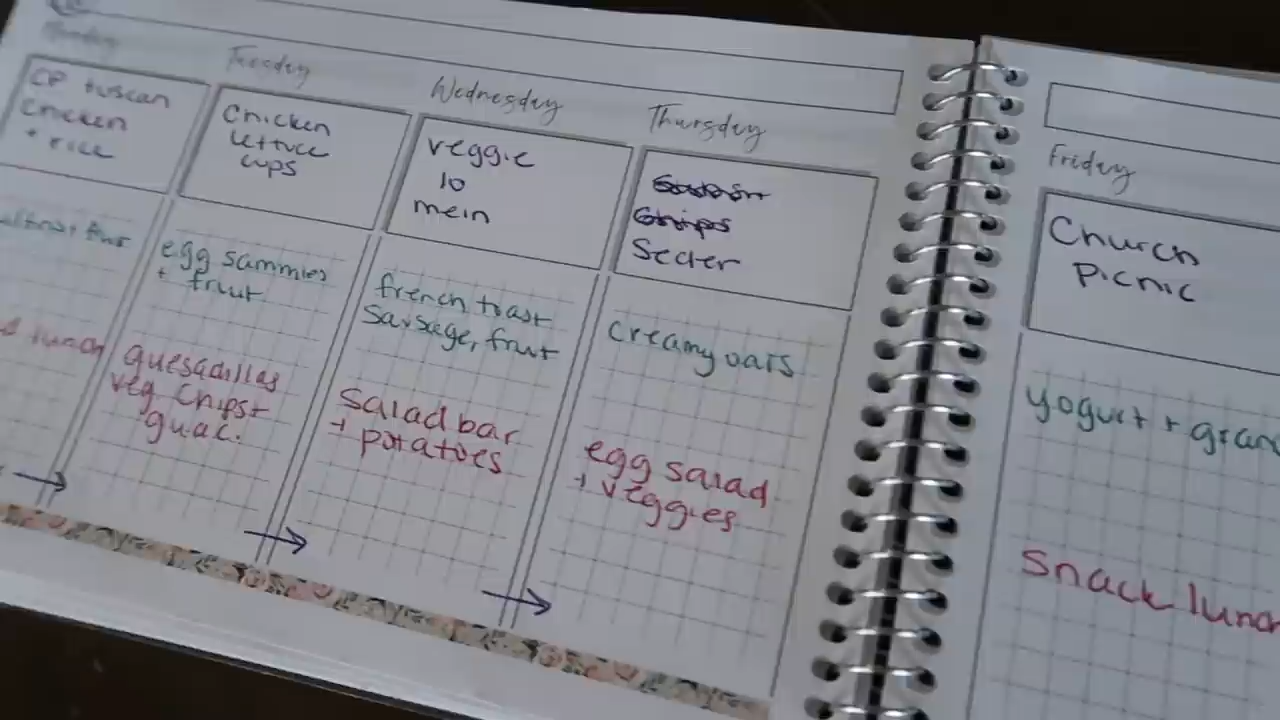 Tuesday
Wednesday
Thursday
Friday
CP tuscan
chicken
+ rice
Chicken
lettuce
cups
veggie
lo
mein
Seder
Church
Picnic
egg sammies
+ fruit
french toast
sausage, fruit
creamy oats
yogurt + gran
lunch
quesadillas
veg chips +
guac.
salad bar
+ potatoes
egg salad
+ veggies
snack lunch